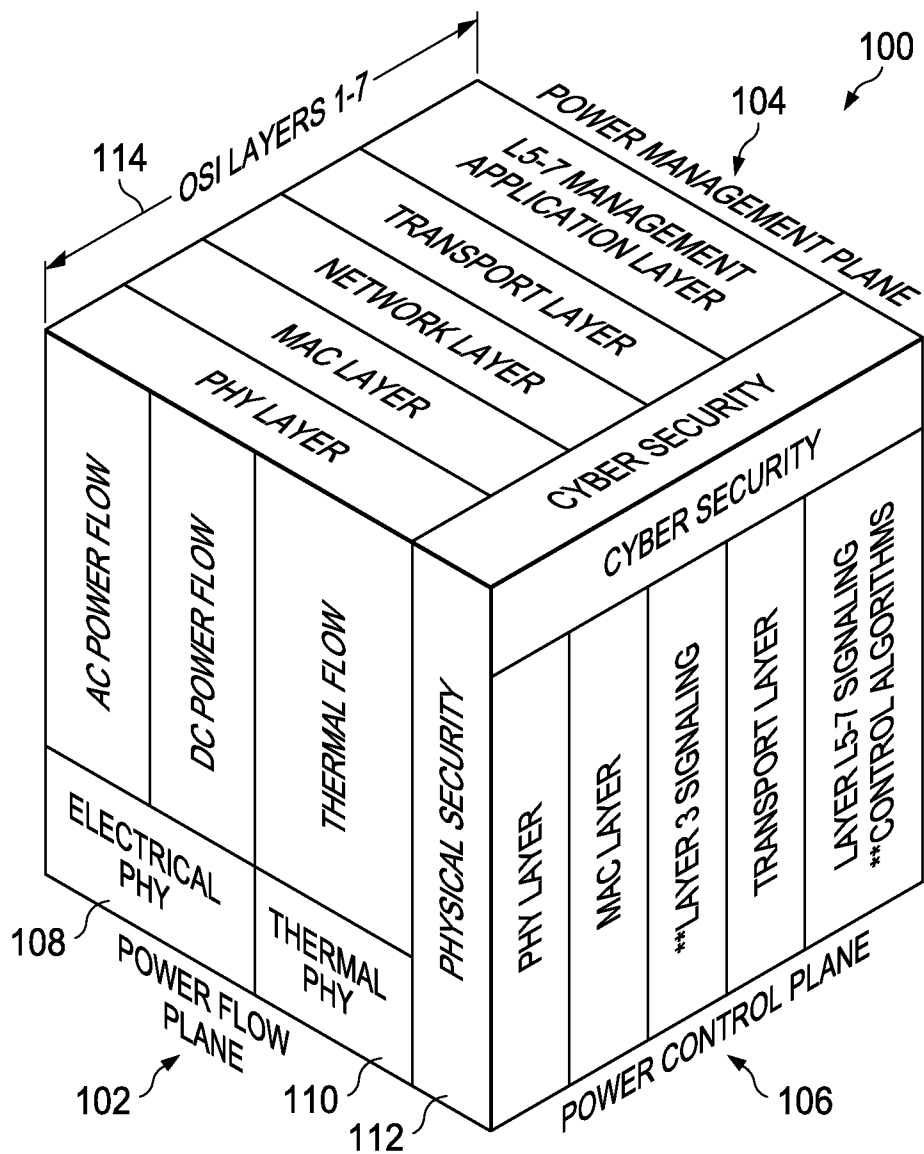 100
POWER MANAGEMENT PLANE
104
OSI LAYERS 1-7
114
L5-7 MANAGEMENT
APPLICATION LAYER
TRANSPORT LAYER
NETWORK LAYER
MAC LAYER
PHY LAYER
CYBER SECURITY
CYBER SECURITY
AC POWER FLOW
DC POWER FLOW
THERMAL FLOW
PHYSICAL SECURITY
ELECTRICAL
PHY
THERMAL
PHY
PHY LAYER
MAC LAYER
**LAYER 3 SIGNALING
TRANSPORT LAYER
LAYER L5-7 SIGNALING
**CONTROL ALGORITHMS
108
POWER FLOW
PLANE
102
110
112
POWER CONTROL PLANE
106